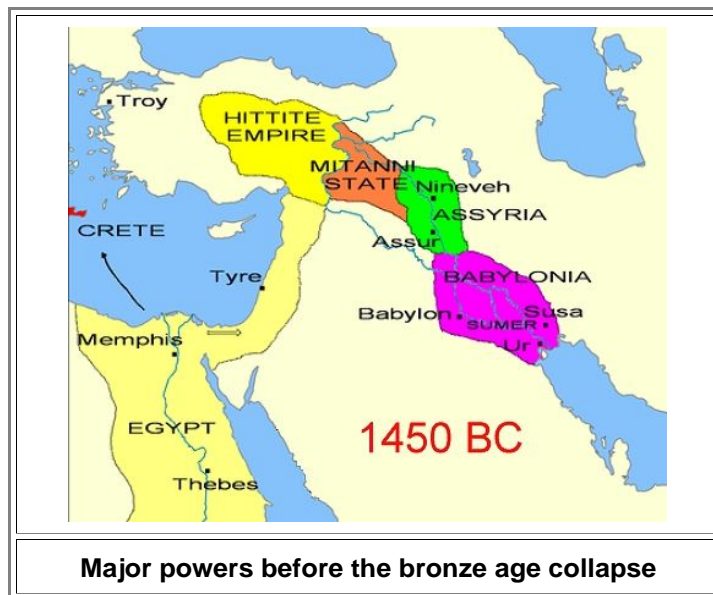 Troy
HITTITE
EMPIRE
MITANNI
STATE
Nineveh
ASSYRIA
Assur
CRETE
Tyre
BABYLONIA
Babylon
Susa
SUMER
Ur
Memphis
EGYPT
1450 BC
Thebes
Major powers before the bronze age collapse